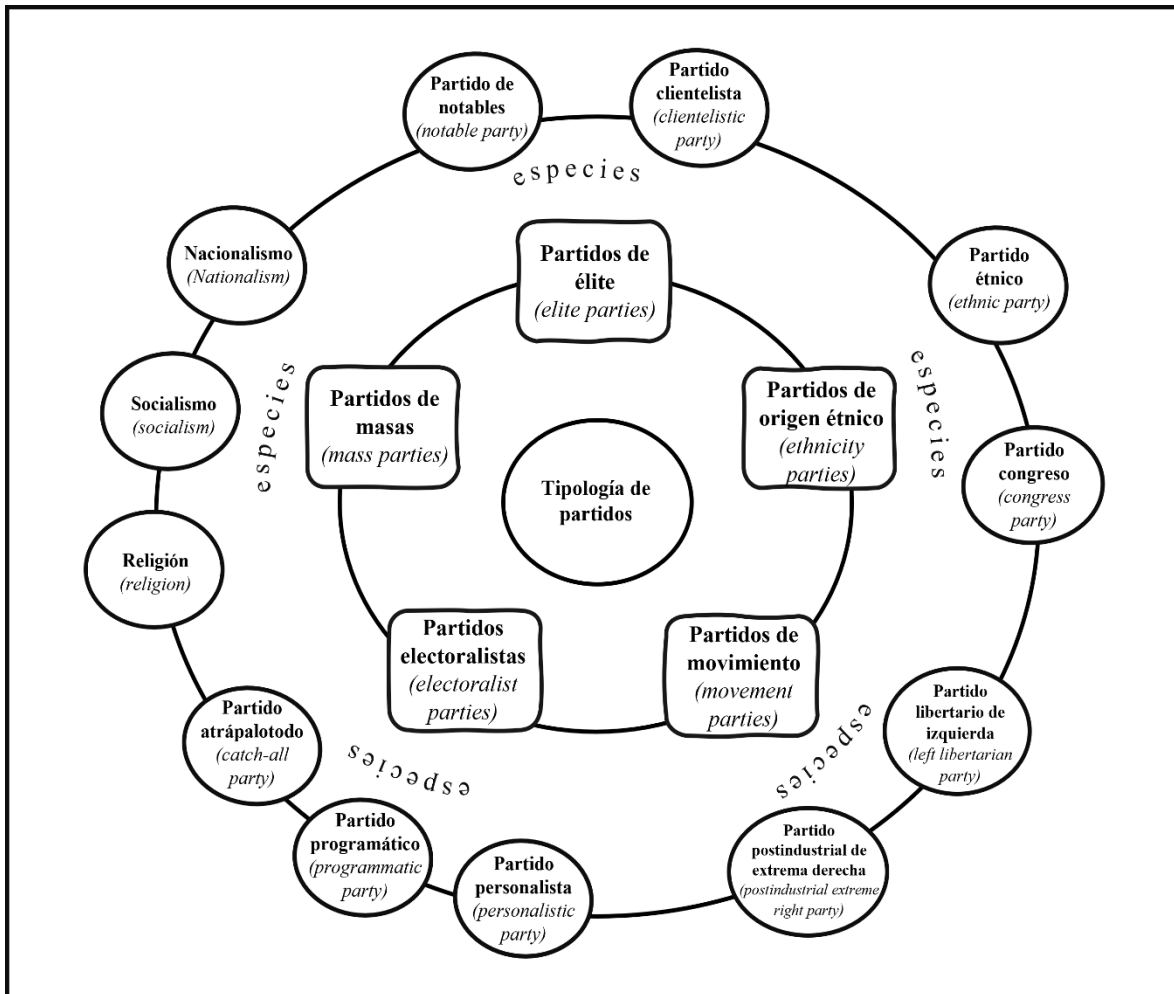 Partido de
notables
(notable party)
Partido
clientelista
(clientelistic
party)
especies
Nacionalismo
(Nationalism)
Partidos de
élite
(elite parties)
Partido
étnico
(ethnic party)
especies
especies
Socialismo
(socialism)
Partidos de
masas
(mass parties)
Partidos de
origen étnico
(ethnicity
parties)
Partido
congreso
(congress
party)
Tipología de
partidos
Religión
(religion)
Partidos
electoralistas
(electoralist
parties)
Partidos de
movimiento
(movement
parties)
Partido
atrápalotodo
(catch-all
party)
especies
especies
Partido
libertario de
izquierda
(left libertarian
party)
Partido
programático
(programmatic
party)
Partido
personalista
(personalistic
party)
Partido
postindustrial de
extrema derecha
(postindustrial extreme
right party)